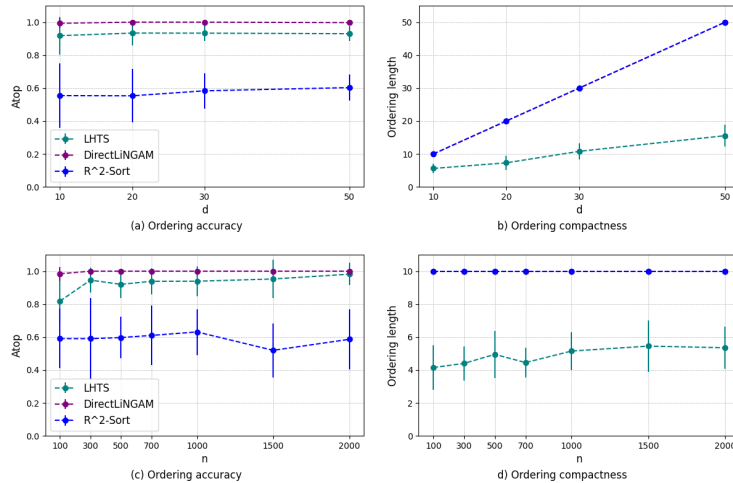 1.0
0.8
0.6
0.4
0.2
0.0
Atop
LHTS
DirectLiNGAM
R^2-Sort
10 20 30 50
d
(a) Ordering accuracy
50
40
30
20
10
0
Ordering length
10 20 30 50
d
b) Ordering compactness
1.0
0.8
0.6
0.4
0.2
0.0
Atop
LHTS
DirectLiNGAM
R^2-Sort
100 300 500 700 1000 1500 2000
n
(c) Ordering accuracy
10
8
6
4
2
0
Ordering length
100 300 500 700 1000 1500 2000
n
d) Ordering compactness